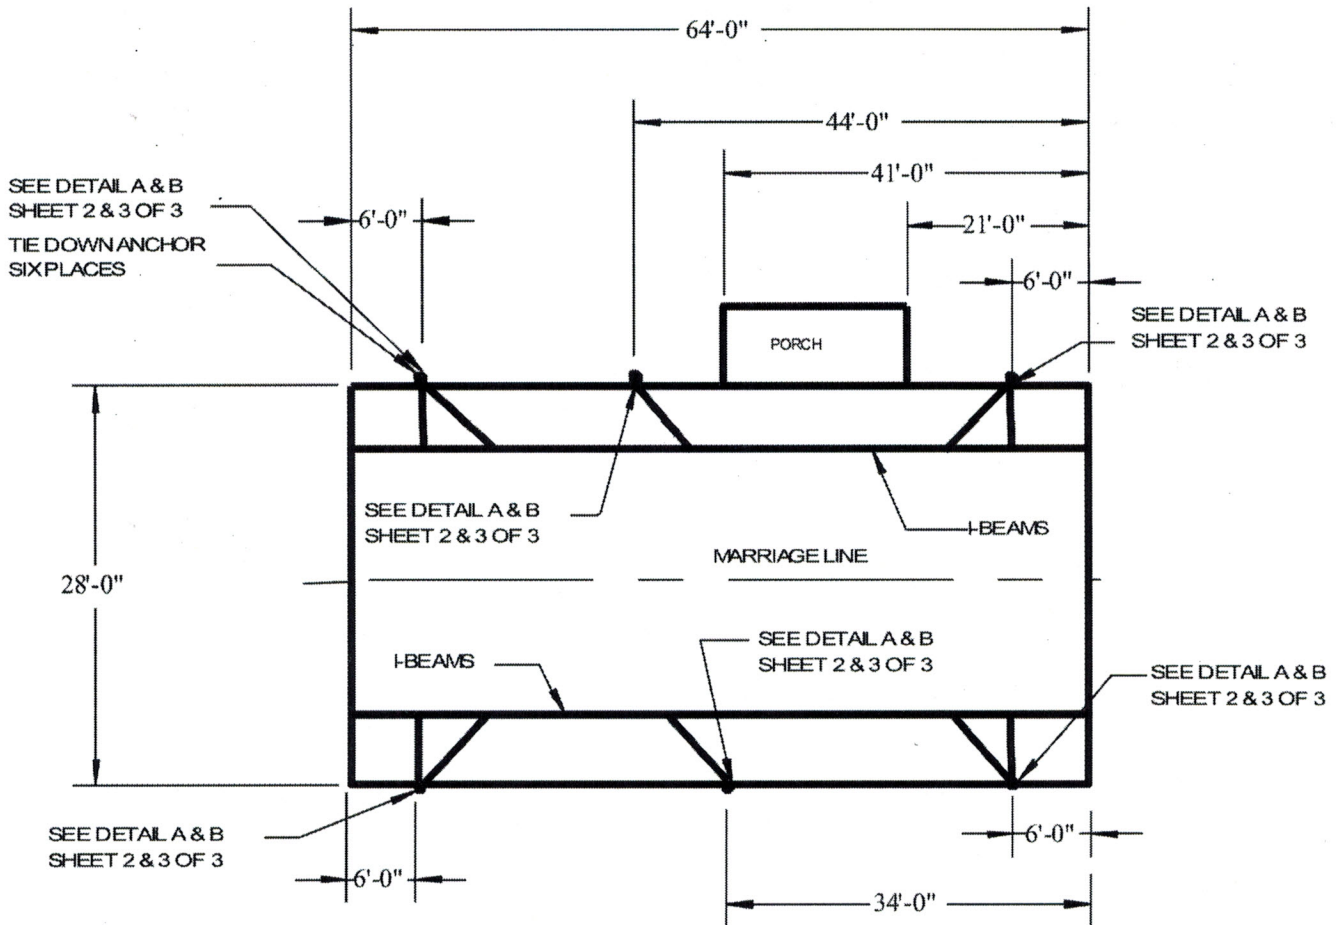 64'-0"
44'-0"
41'-0"
SEE DETAIL A & B
SHEET 2 & 3 OF 3
6'-0"
21'-0"
TIE DOWN ANCHOR
SIX PLACES
6'-0"
SEE DETAIL A & B
SHEET 2 & 3 OF 3
PORCH
SEE DETAIL A & B
SHEET 2 & 3 OF 3
I-BEAMS
MARRIAGE LINE
28'-0"
SEE DETAIL A & B
SHEET 2 & 3 OF 3
I-BEAMS
SEE DETAIL A & B
SHEET 2 & 3 OF 3
SEE DETAIL A & B
SHEET 2 & 3 OF 3
6'-0"
6'-0"
34'-0"